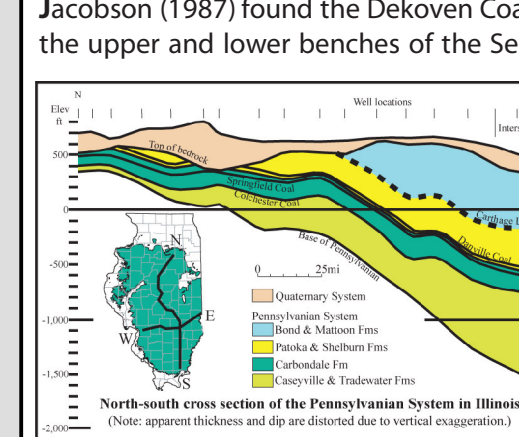 Jacobson (1987) found the Dekoven Coa
the upper and lower benches of the Se
N
Well locations
Elev
ft
Inters
Top of bedrock
500
Springfield Coal
Colchester Coal
0
Carthage L
Danville Coal
Base of Pennsylvanian
N
0 25mi
-500
Quaternary System
Pennsylvanian System
E
Bond & Mattoon Fms
-1,000
W
Patoka & Shelburn Fms
Carbondale Fm
-1,500
S
Caseyville & Tradewater Fms
North-south cross section of the Pennsylvanian System in Illinois
(Note: apparent thickness and dip are distorted due to vertical exaggeration.)
-2,000